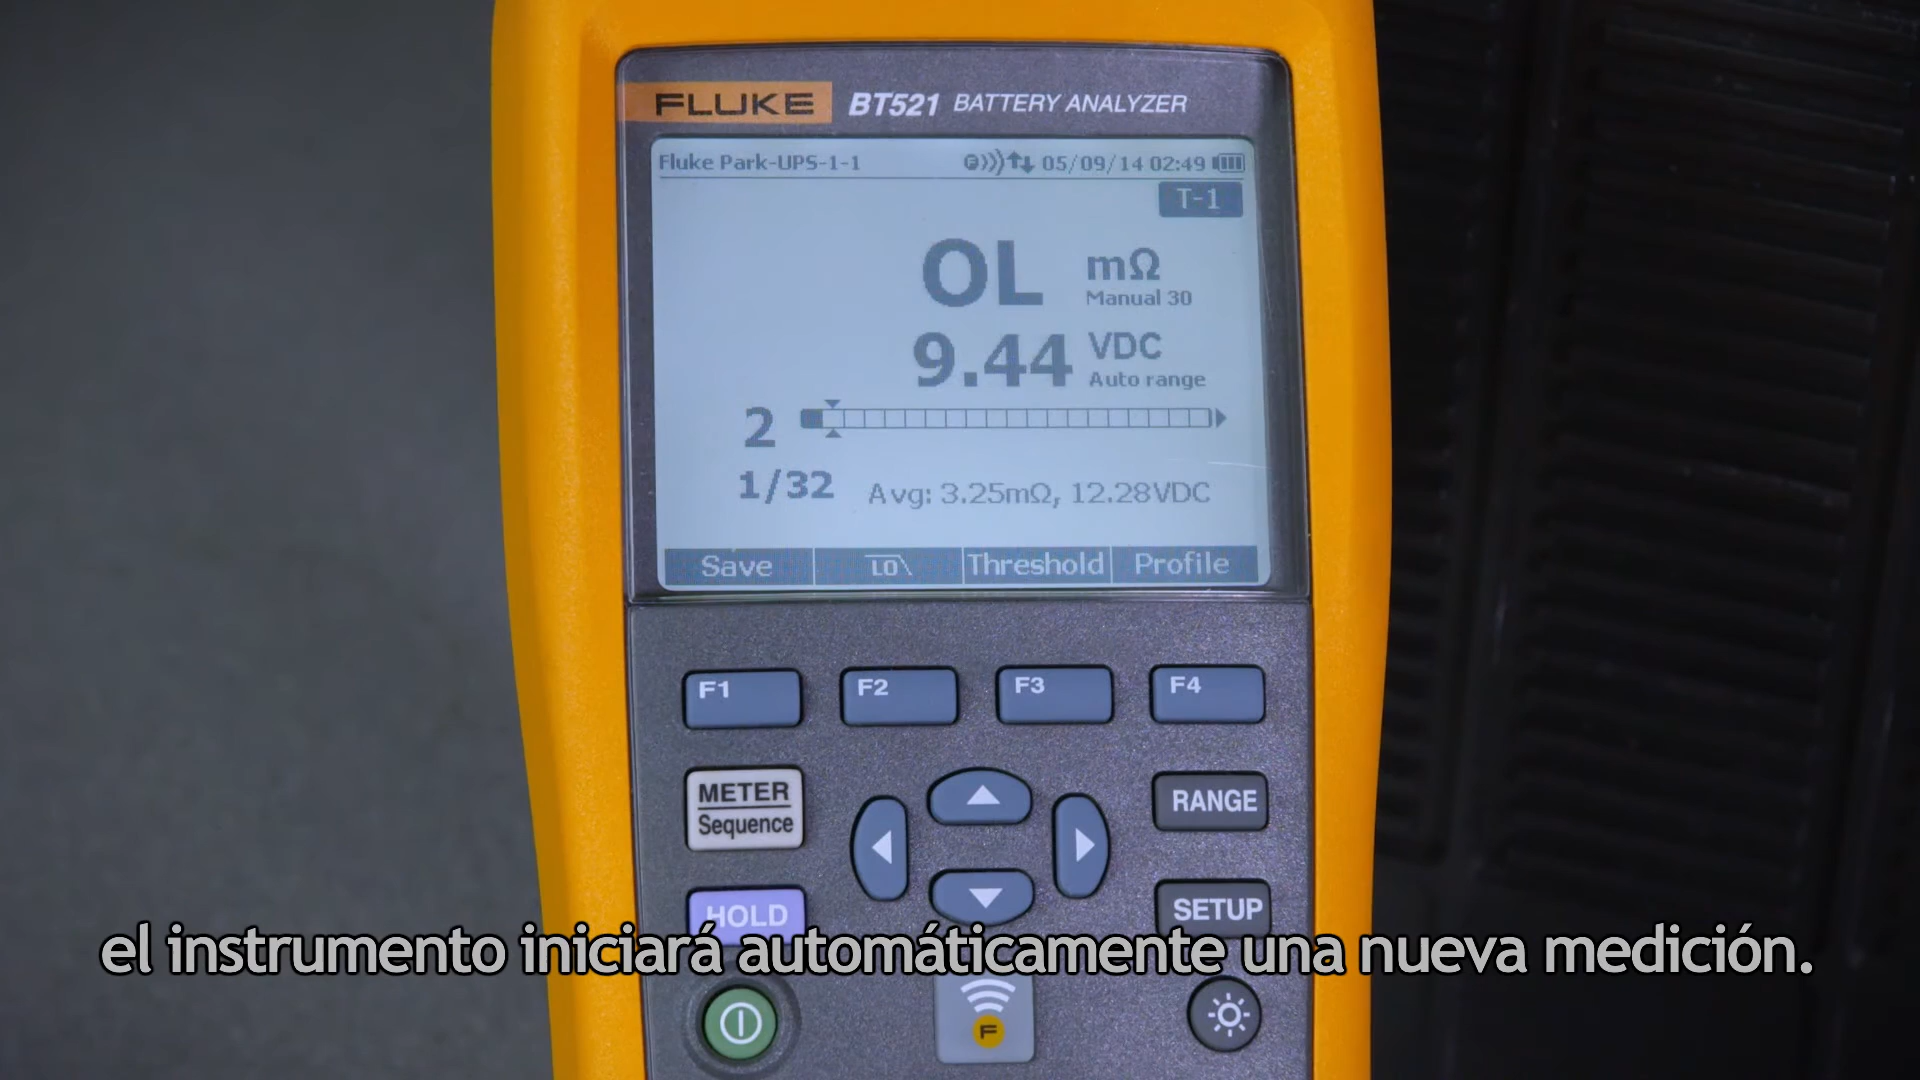 FLUKE BT521 BATTERY ANALYZER
Fluke Park-UPS-1-1 05/09/14 02:49
T-1
OL mΩ
Manual 30
9.44 VDC
Auto range
2
1/32 Avg: 3.25mΩ, 12.28VDC
Save LO Threshold Profile
F1 F2 F3 F4
METER
Sequence
RANGE
HOLD
SETUP
el instrumento iniciará automáticamente una nueva medición.
F